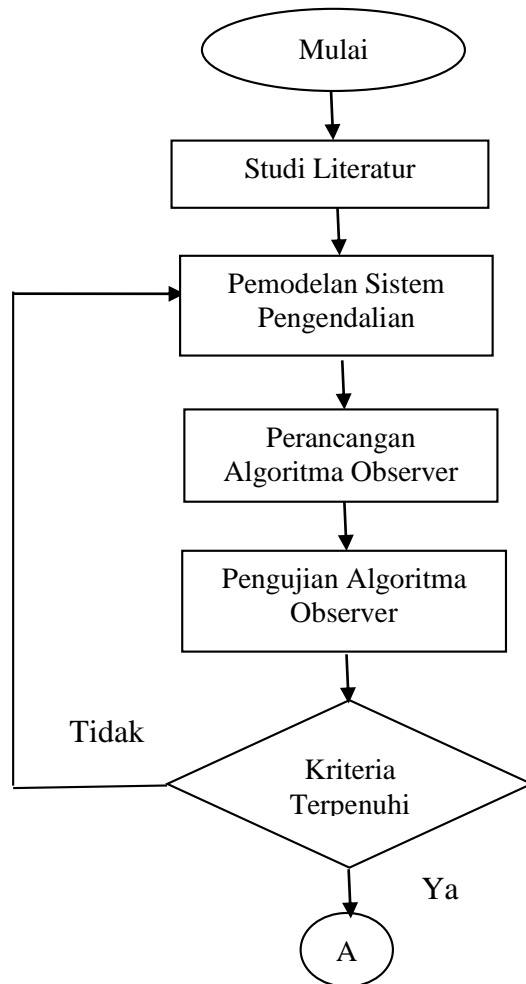 Mulai
Studi Literatur
Pemodelan Sistem
Pengendalian
Perancangan
Algoritma Observer
Pengujian Algoritma
Observer
Tidak
Kriteria
Terpenuhi
Ya
A